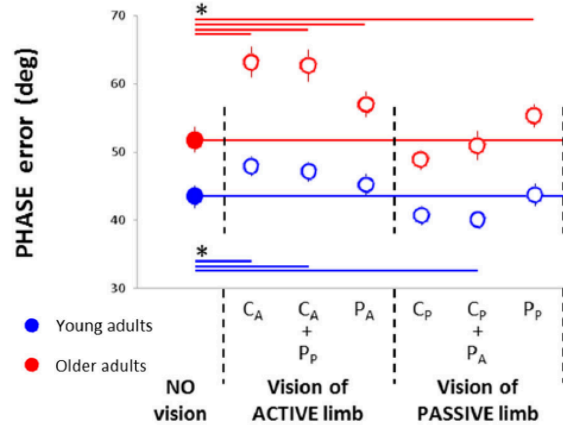 *
70
60
50
40
30
PHASE error (deg)
*
C_A C_A + P_P P_A C_P C_P + P_A P_P
Young adults
Older adults
NO vision
Vision of ACTIVE limb
Vision of PASSIVE limb